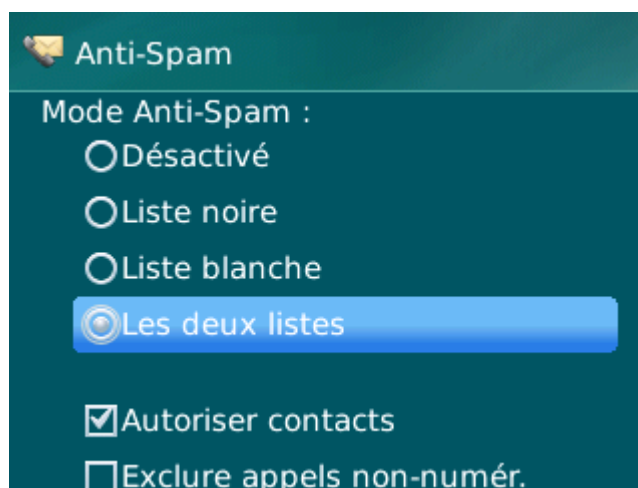 Anti-Spam
Mode Anti-Spam :
Désactivé
Liste noire
Liste blanche
Les deux listes
Autoriser contacts
Exclure appels non-numér.